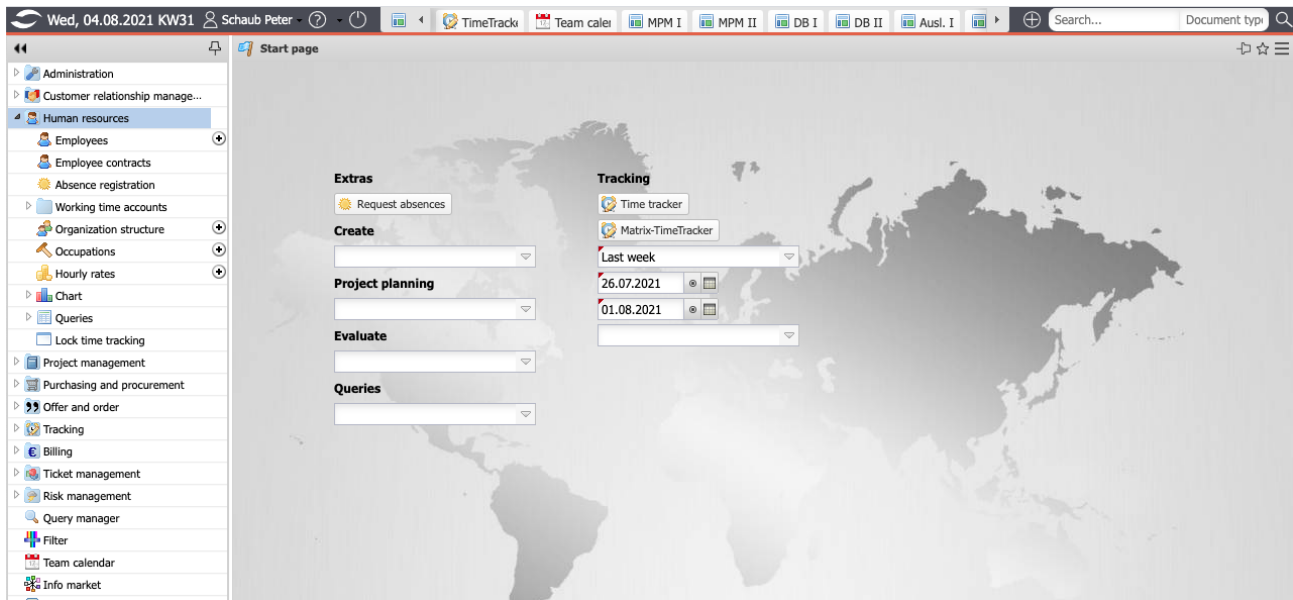 Wed, 04.08.2021 KW31 Schaub Peter
TimeTracki
Team caler
MPM I
MPM II
DB I
DB II
Ausl. I
Search...
Document typ
Start page
Administration
Customer relationship manage...
Human resources
Employees
Employee contracts
Absence registration
Working time accounts
Organization structure
Occupations
Hourly rates
Chart
Queries
Lock time tracking
Project management
Purchasing and procurement
Offer and order
Tracking
Billing
Ticket management
Risk management
Query manager
Filter
Team calendar
Info market
Extras
Request absences
Create
Project planning
Evaluate
Queries
Tracking
Time tracker
Matrix-TimeTracker
Last week
26.07.2021
01.08.2021